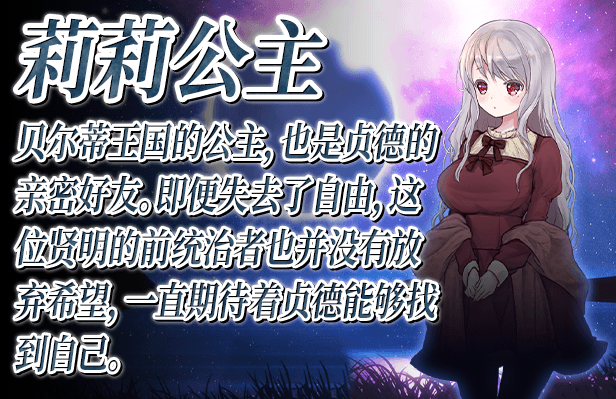 莉莉公主
贝尔蒂王国的公主,也是贞德的
亲密好友。即便失去了自由,这
位贤明的前统治者也并没有放
弃希望,一直期待着贞德能够找
到自己。